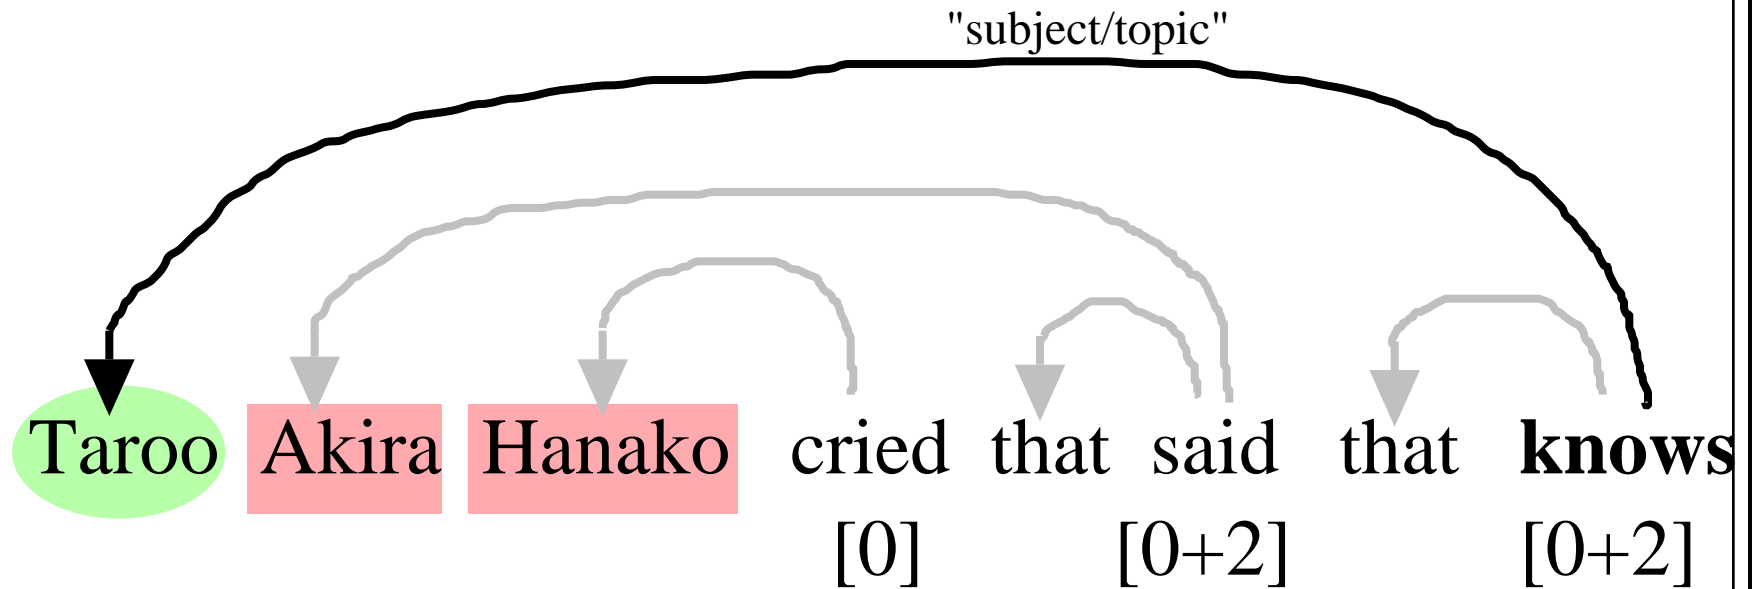 "subject/topic"
Taroo Akira Hanako cried that said that knows
[0] [0+2] [0+2]